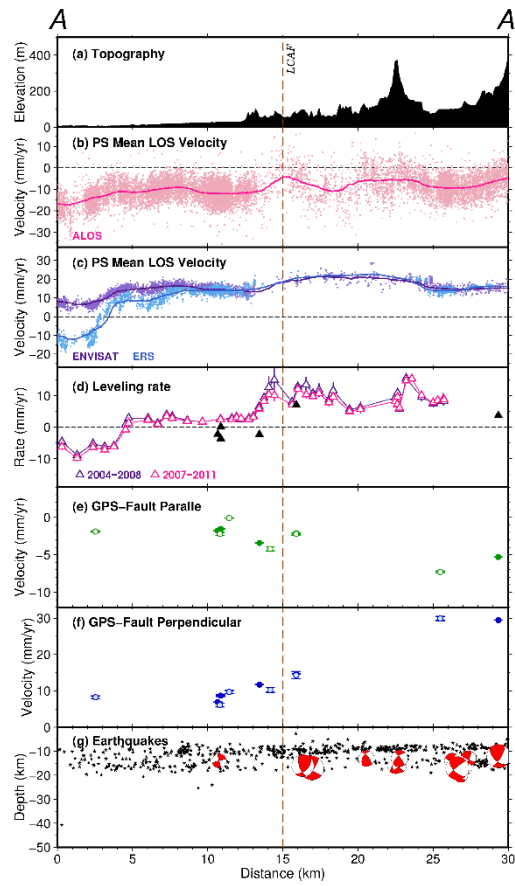 A A
(a) Topography
LCAF
Elevation (m)
400
200
0
(b) PS Mean LOS Velocity
Velocity (mm/yr)
10
0
−10
−20
−30
ALOS
(c) PS Mean LOS Velocity
Velocity (mm/yr)
30
20
10
0
−10
−20
ENVISAT ERS
(d) Leveling rate
Rate (mm/yr)
10
0
−10
2004−2008 2007−2011
(e) GPS−Fault Paralle
Velocity (mm/yr)
0
−5
−10
(f) GPS−Fault Perpendicular
Velocity (mm/yr)
30
20
10
0
(g) Earthquakes
Depth (km)
−10
−20
−30
−40
−50
0 5 10 15 20 25 30
Distance (km)